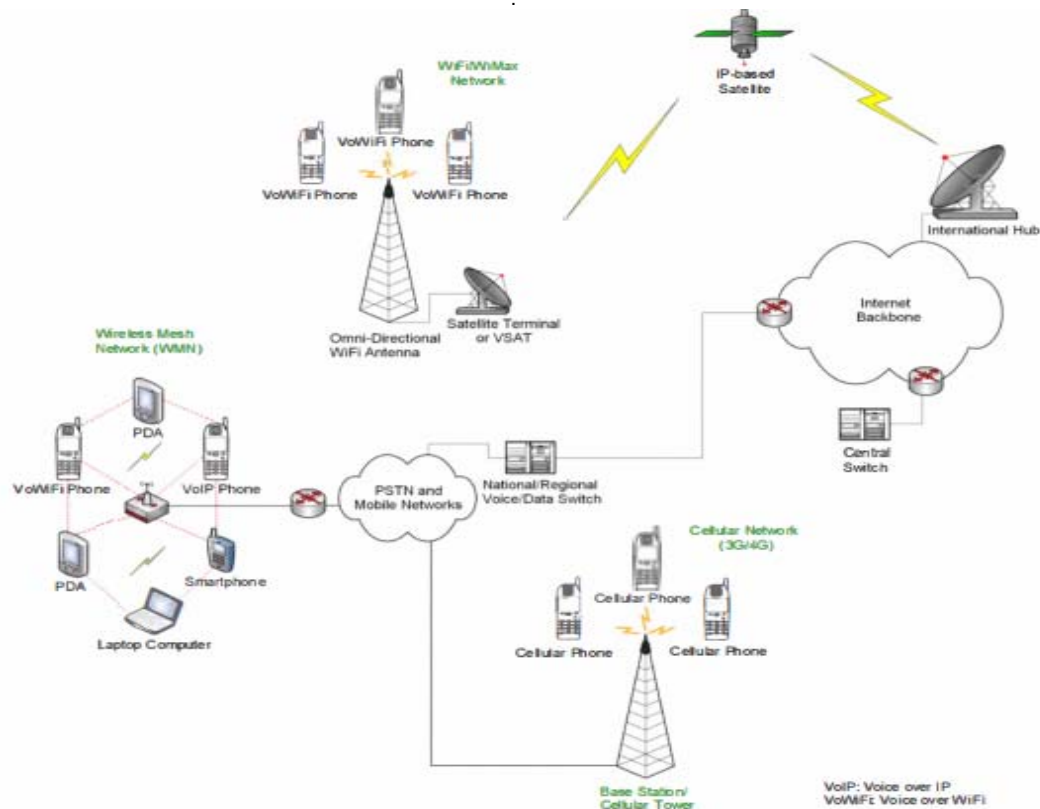 IP-based
Satellite
WiFi/WiMax
Network
VoWiFi Phone
VoWiFi Phone
VoWiFi Phone
International Hub
Internet
Backbone
Omni-Directional
WiFi Antenna
Satellite Terminal
or VSAT
Wireless Mesh
Network (WMN)
PDA
VoWiFi Phone
VoIP Phone
PDA
Smartphone
Laptop Computer
PSTN and
Mobile Networks
National/Regional
Voice/Data Switch
Central
Switch
Cellular Network
(3G/4G)
Cellular Phone
Cellular Phone
Cellular Phone
Base Station/
Cellular Tower
VoIP: Voice over IP
VoWiFi: Voice over WiFi